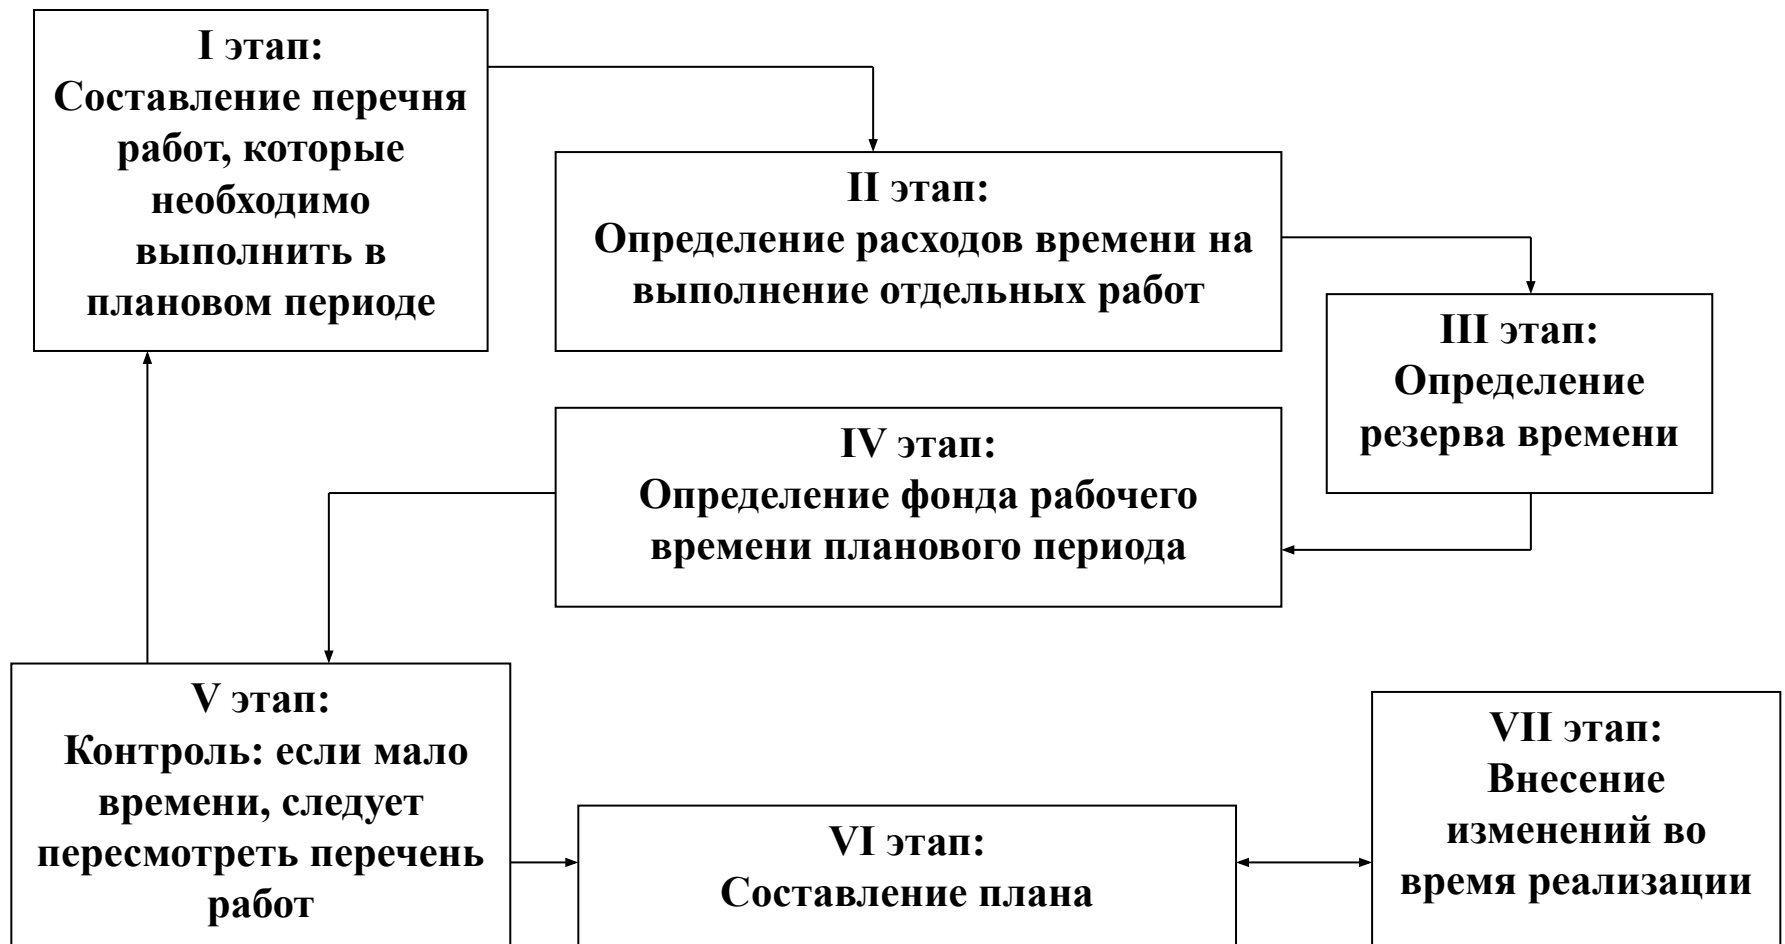 I этап:
Составление перечня
работ, которые
необходимо
выполнить в
плановом периоде
II этап:
Определение расходов времени на
выполнение отдельных работ
III этап:
Определение
резерва времени
IV этап:
Определение фонда рабочего
времени планового периода
V этап:
Контроль: если мало
времени, следует
пересмотреть перечень
работ
VI этап:
Составление плана
VII этап:
Внесение
изменений во
время реализации